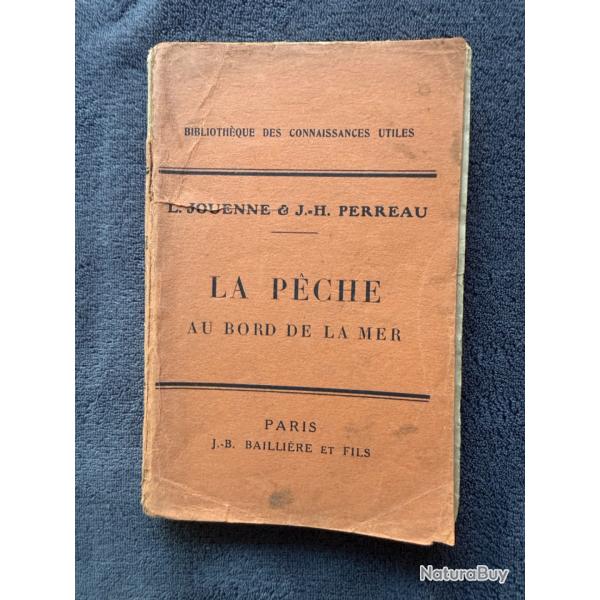 BIBLIOTHÈQUE DES CONNAISSANCES UTILES
L. JOUENNE & J.-H. PERREAU
LA PÊCHE
AU BORD DE LA MER
PARIS
J.-B. BAILLIÈRE ET FILS
NaturaBuy